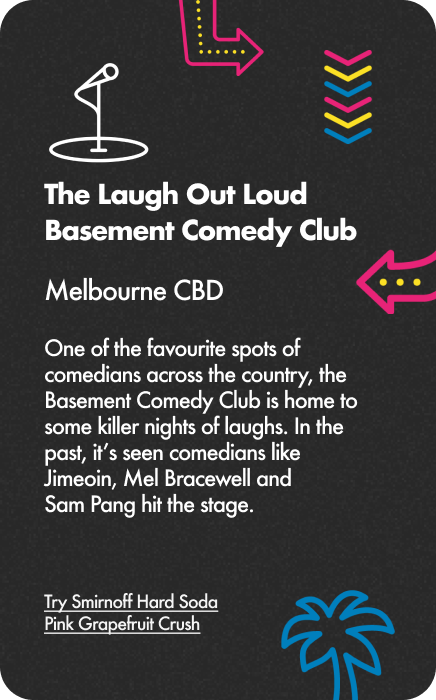 The Laugh Out Loud
Basement Comedy Club
Melbourne CBD
One of the favourite spots of
comedians across the country, the
Basement Comedy Club is home to
some killer nights of laughs. In the
past, it’s seen comedians like
Jimeoin, Mel Bracewell and
Sam Pang hit the stage.
Try Smirnoff Hard Soda
Pink Grapefruit Crush